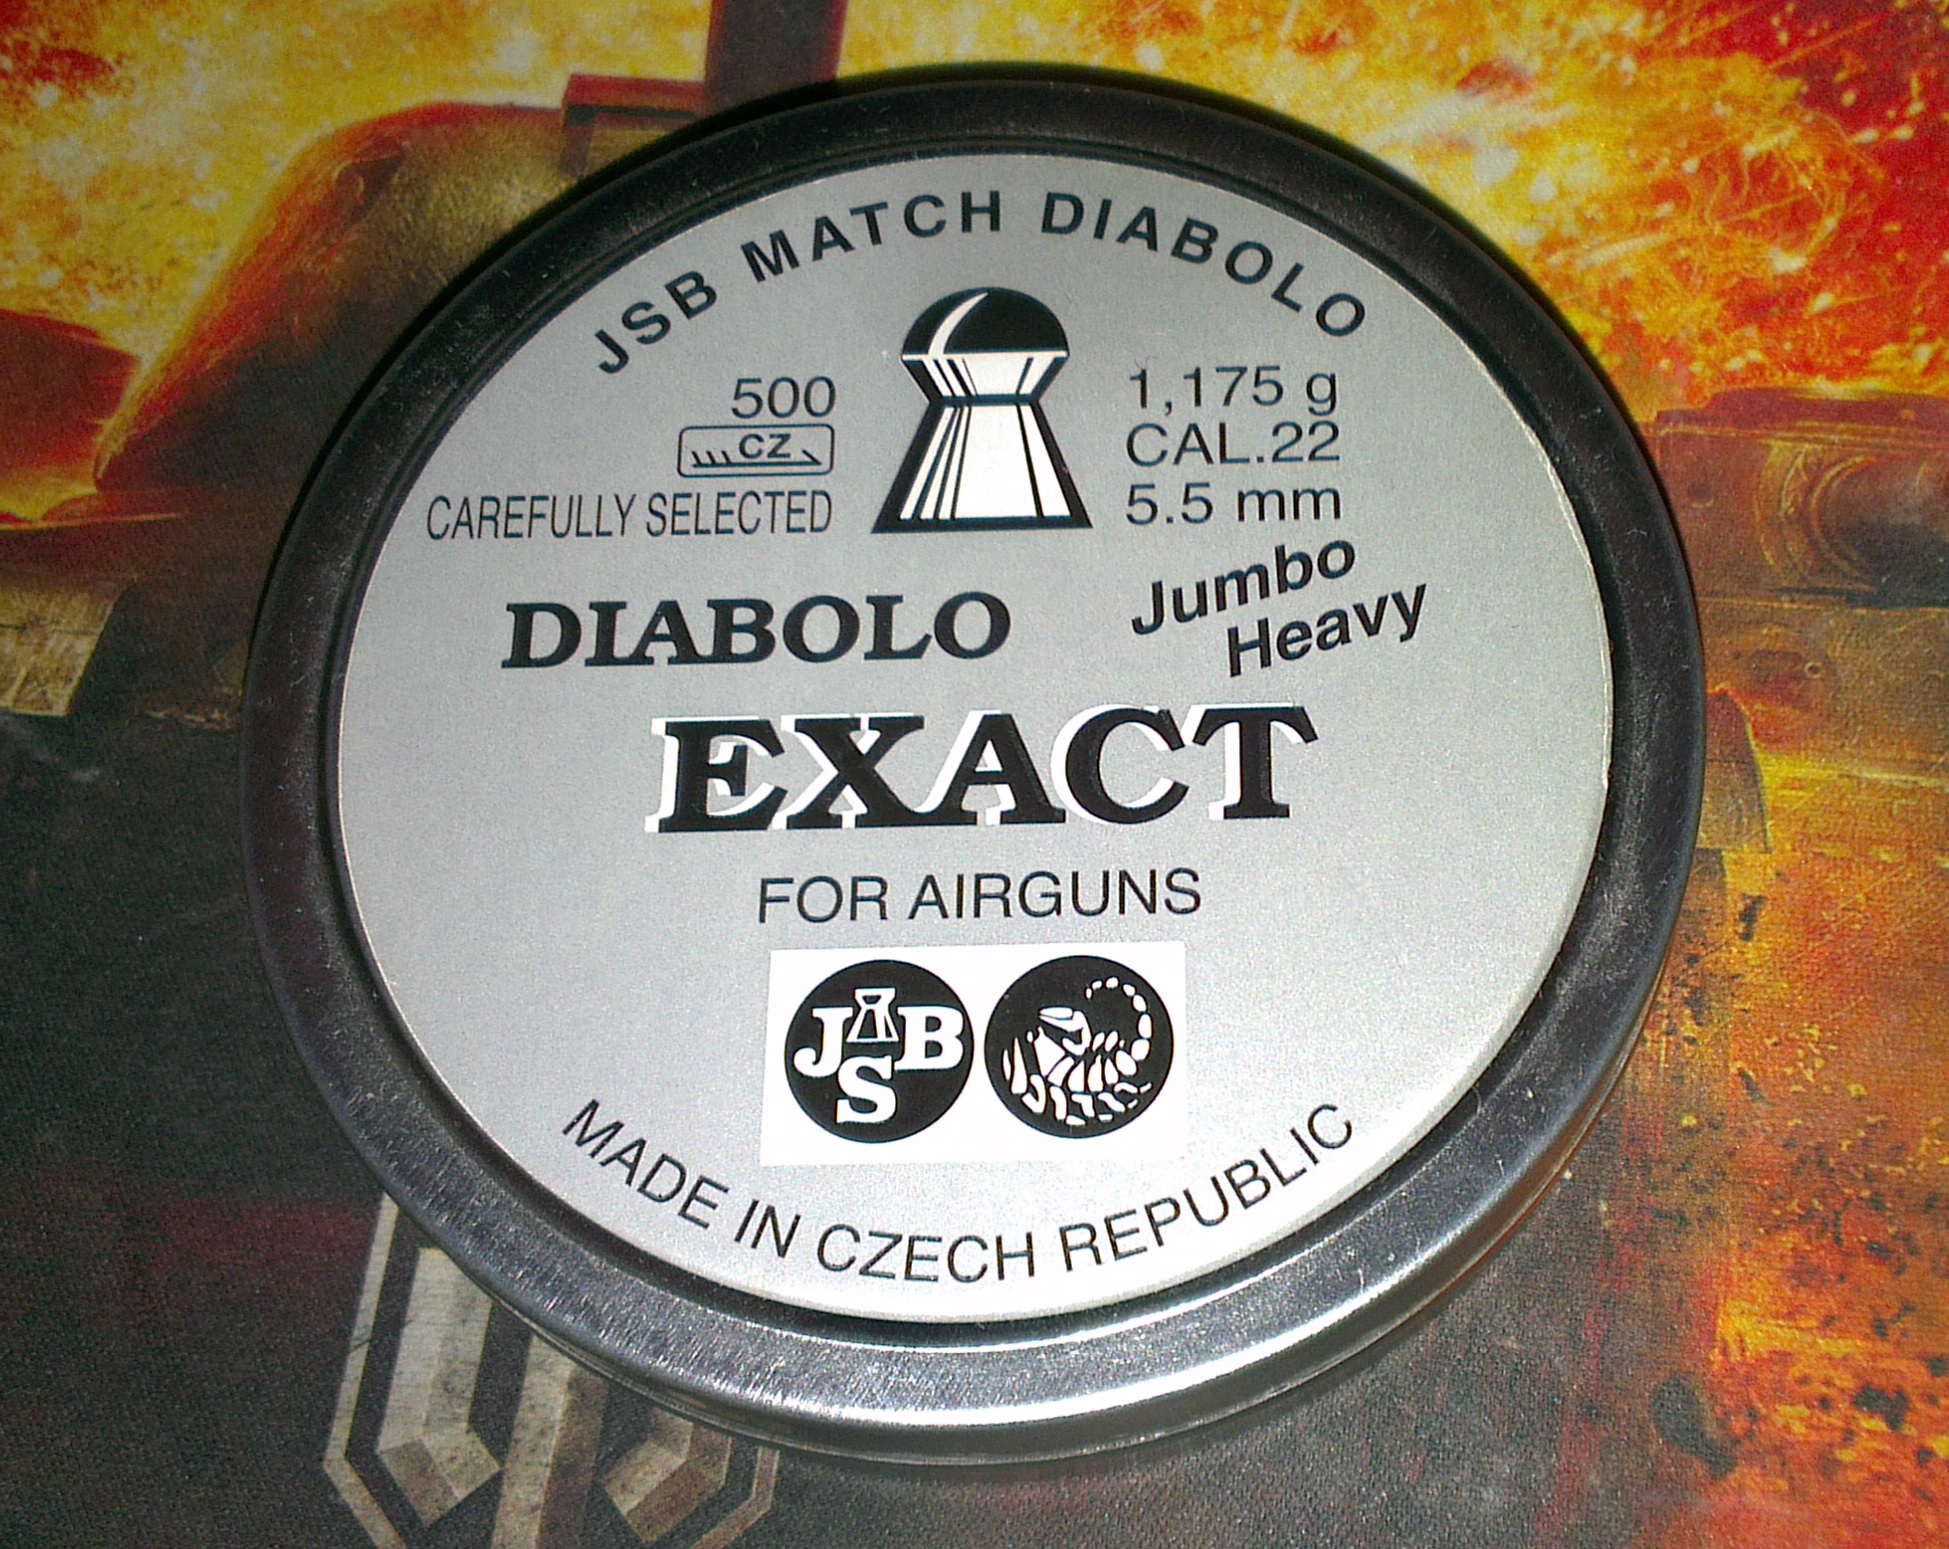 JSB MATCH DIABOLO
500
CZ
CAREFULLY SELECTED
1,175 g
CAL.22
5.5 mm
DIABOLO
Jumbo
Heavy
EXACT
FOR AIRGUNS
JSB
MADE IN CZECH REPUBLIC